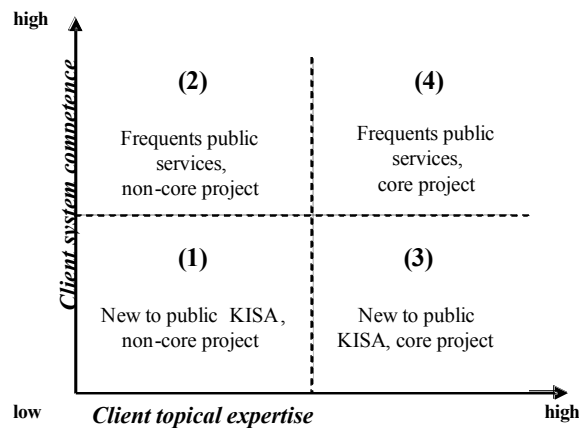 high
Client system competence
(2)
Frequents public
services,
non-core project
(4)
Frequents public
services,
core project
(1)
New to public KISA,
non-core project
(3)
New to public
KISA, core project
low
Client topical expertise
high